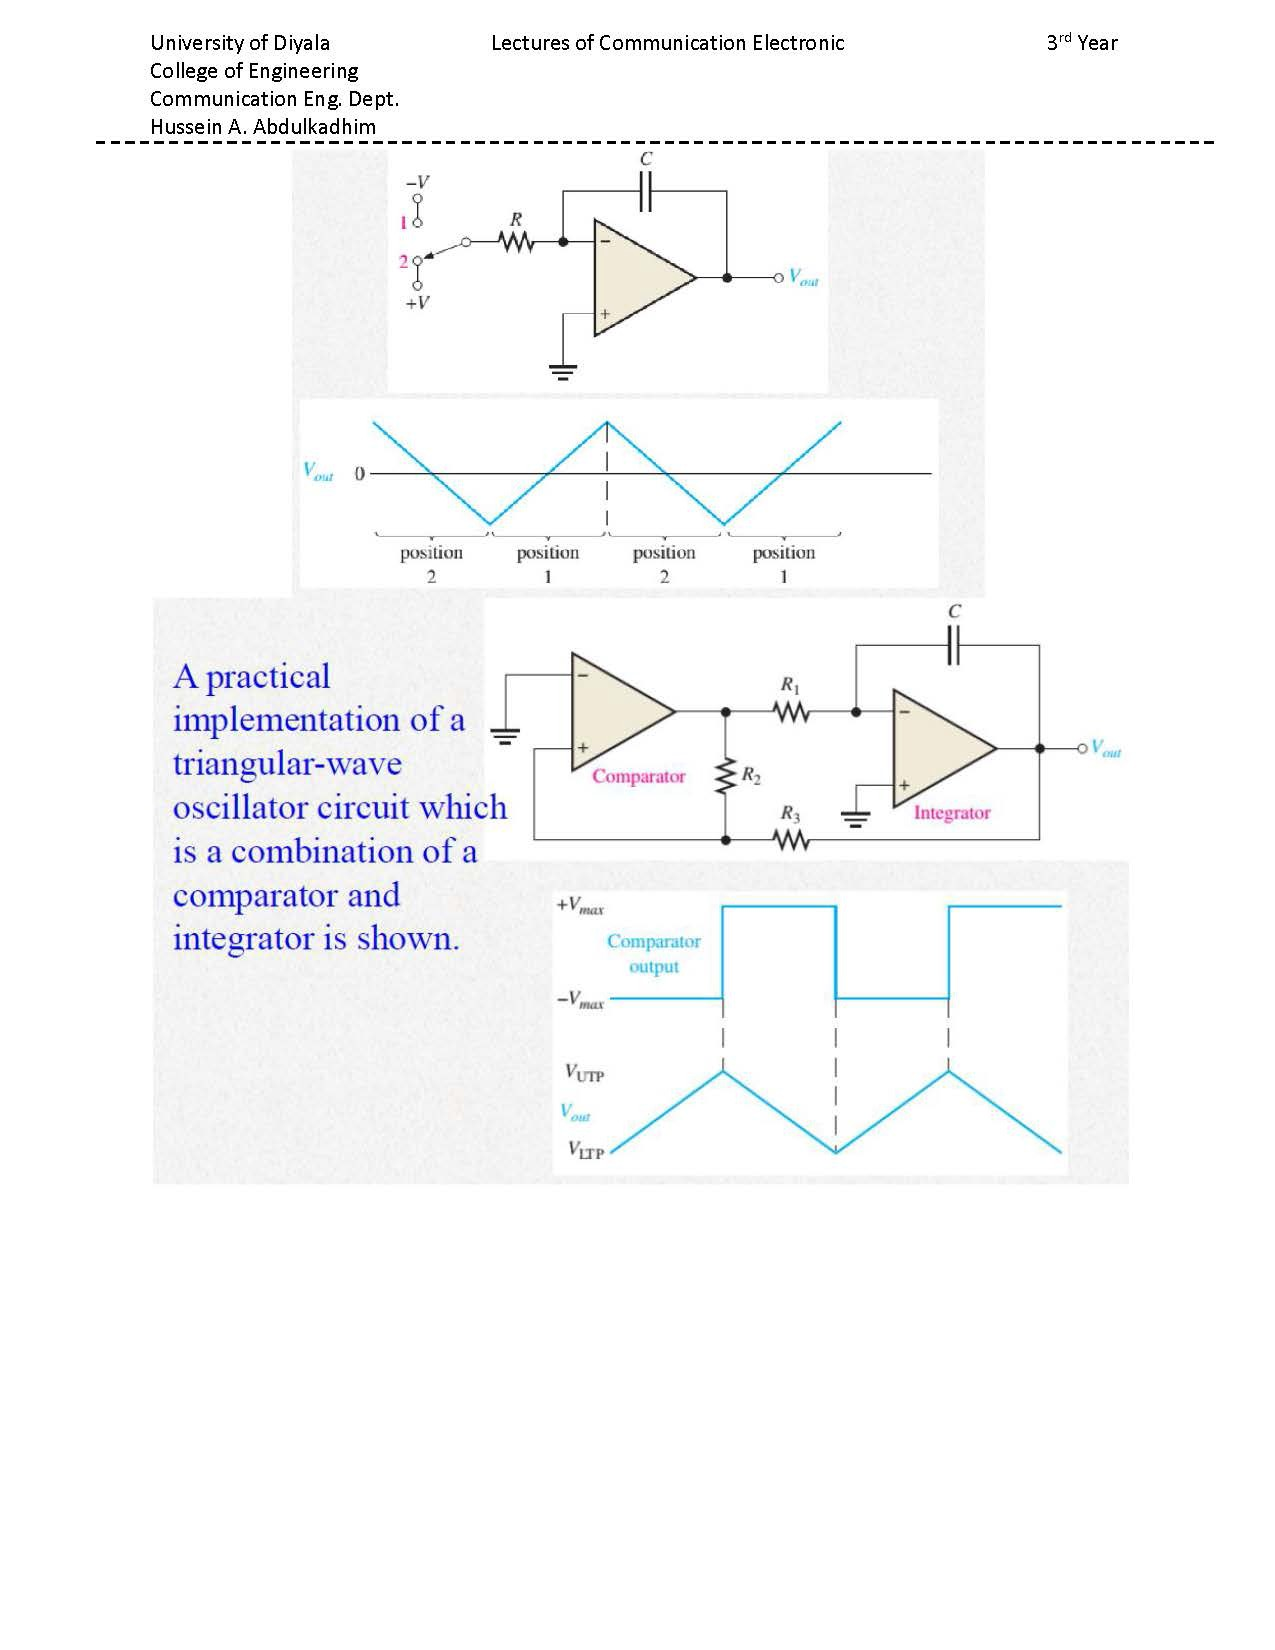 University of Diyala Lectures of Communication Electronic 3rd Year
College of Engineering
Communication Eng. Dept.
Hussein A. Abdulkadhim
C
−V
1
R
2
+V
−
+
Vout
Vout 0
position position position position
2 1 2 1
A practical
implementation of a
triangular-wave
oscillator circuit which
is a combination of a
comparator and
integrator is shown.
C
R1
−
−
+
R2
Comparator
Vout
+
R3
Integrator
+Vmax
Comparator
output
−Vmax
VUTP
Vout
VLTP